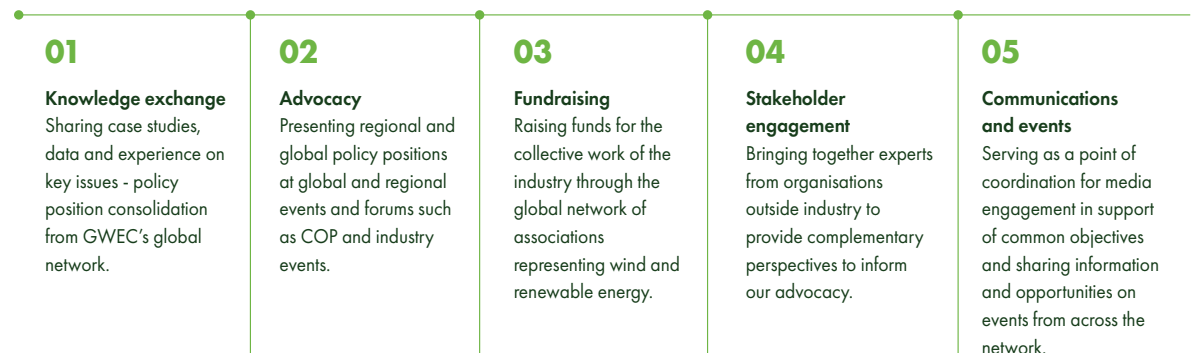 01
Knowledge exchange
Sharing case studies,
data and experience on
key issues - policy
position consolidation
from GWEC's global
network.
02
Advocacy
Presenting regional and
global policy positions
at global and regional
events and forums such
as COP and industry
events.
03
Fundraising
Raising funds for the
collective work of the
industry through the
global network of
associations
representing wind and
renewable energy.
04
Stakeholder
engagement
Bringing together experts
from organisations
outside industry to
provide complementary
perspectives to inform
our advocacy.
05
Communications
and events
Serving as a point of
coordination for media
engagement in support
of common objectives
and sharing information
and opportunities on
events from across the
network.